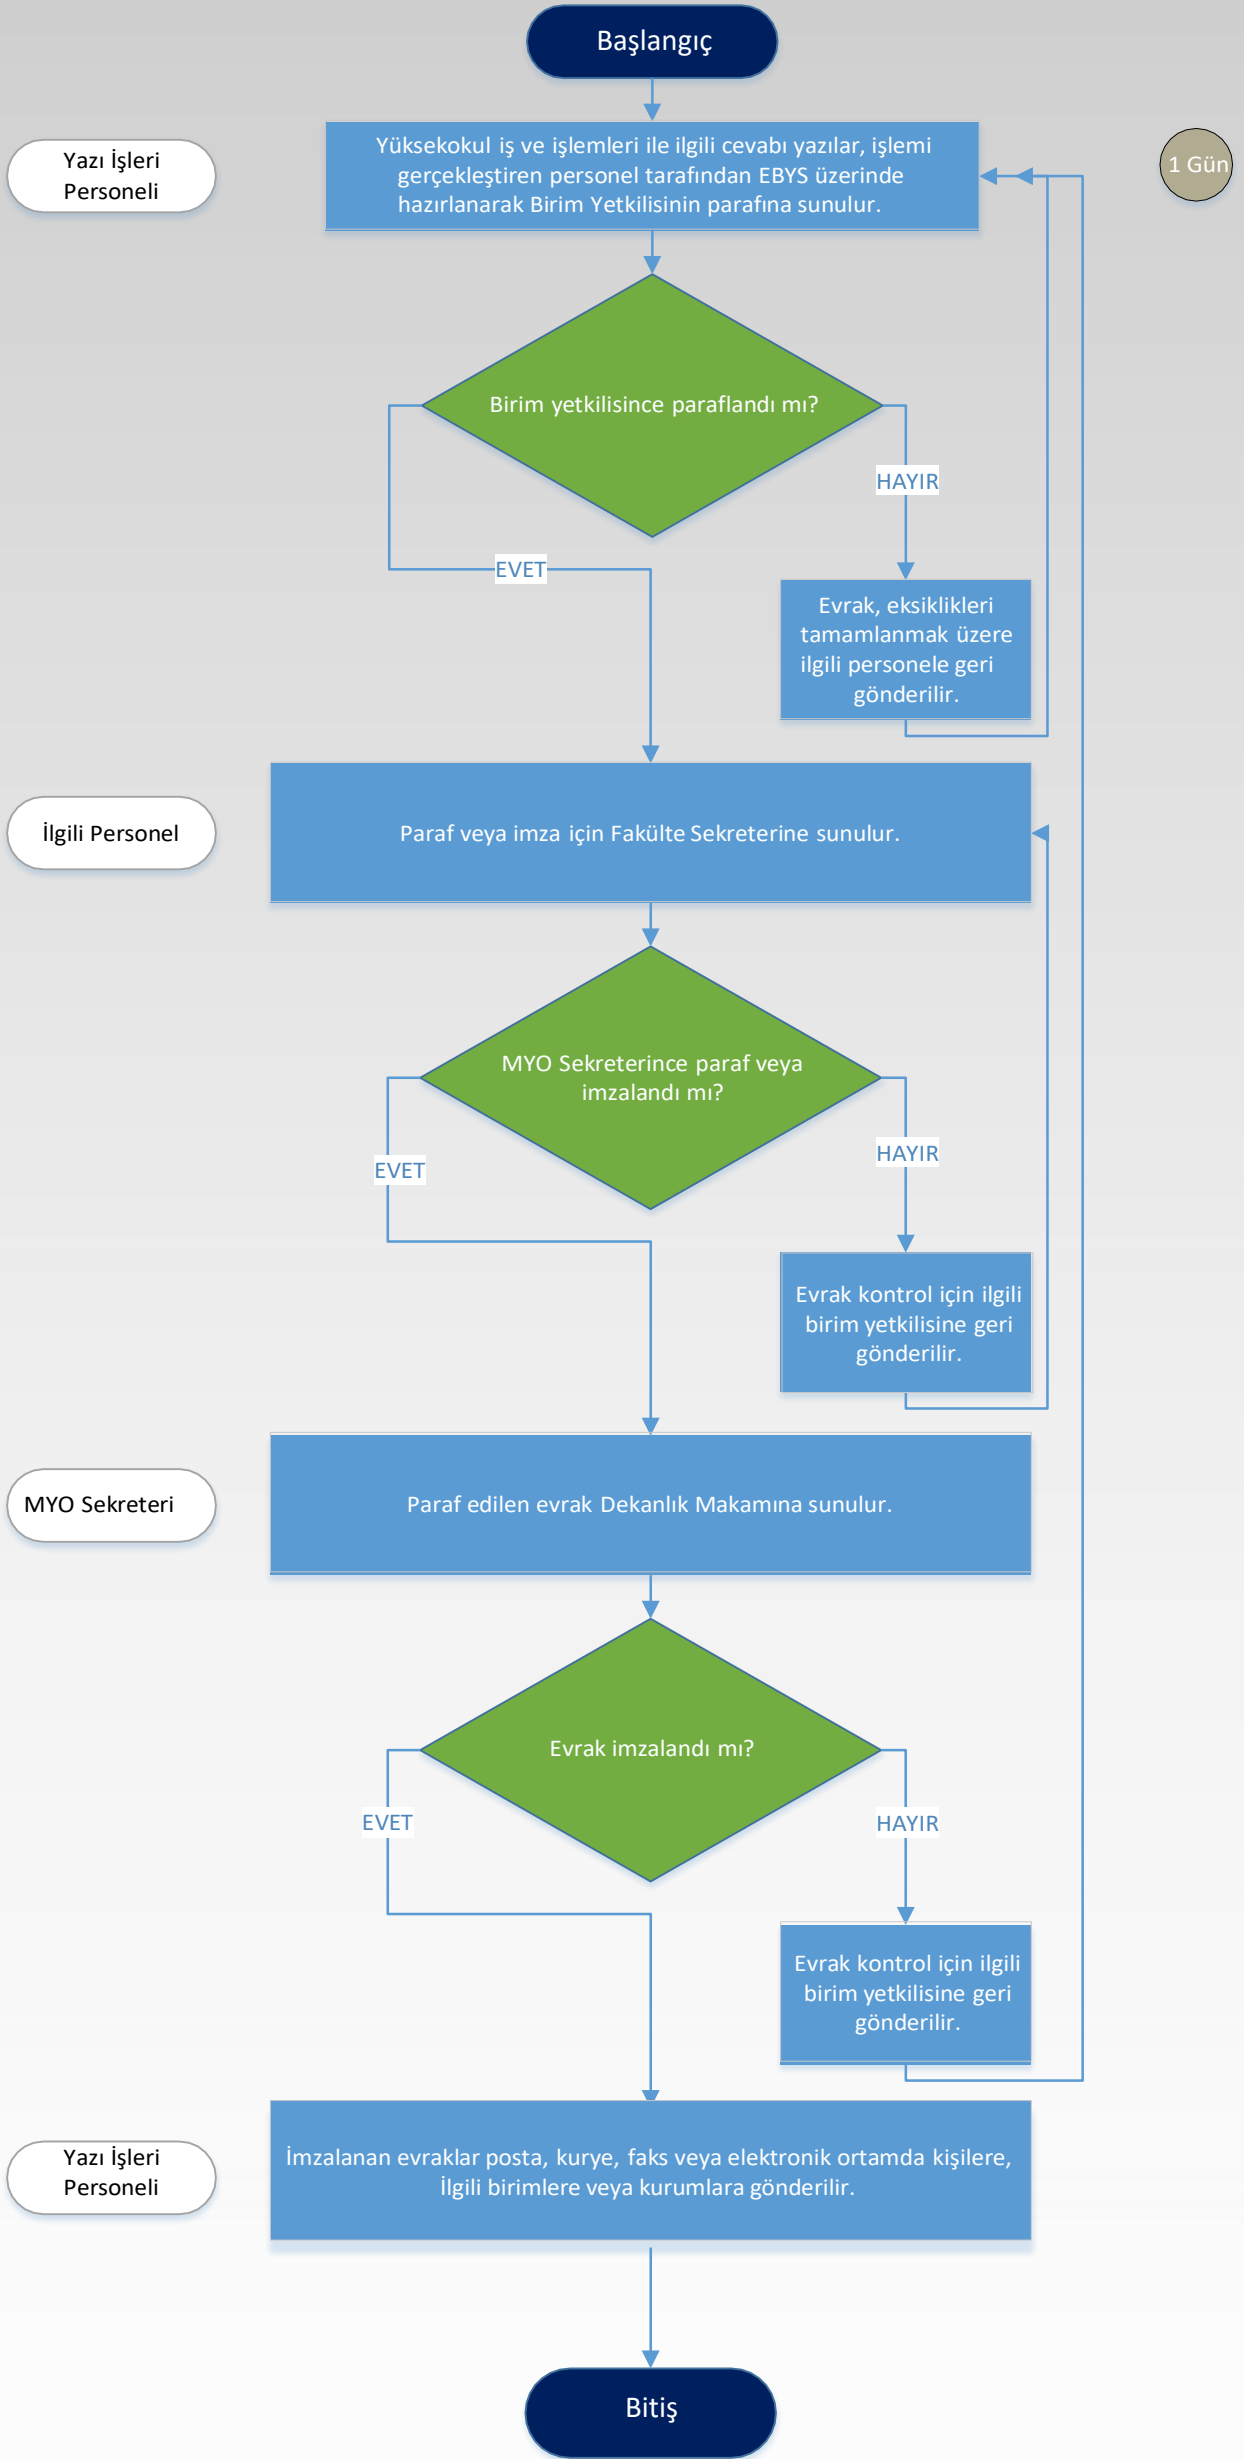 Başlangıç
Yazı İşleri
Personeli
Yüksekokul iş ve işlemleri ile ilgili cevabı yazılar, işlemi
gerçekleştiren personel tarafından EBYS üzerinde
hazırlanarak Birim Yetkilisinin parafına sunulur.
1 Gün
Birim yetkilisince paraflandı mı?
HAYIR
EVET
Evrak, eksiklikleri
tamamlanmak üzere
ilgili personele geri
gönderilir.
İlgili Personel
Paraf veya imza için Fakülte Sekreterine sunulur.
MYO Sekreterince paraf veya
imzalandı mı?
EVET
HAYIR
Evrak kontrol için ilgili
birim yetkilisine geri
gönderilir.
MYO Sekreteri
Paraf edilen evrak Dekanlık Makamına sunulur.
Evrak imzalandı mı?
EVET
HAYIR
Evrak kontrol için ilgili
birim yetkilisine geri
gönderilir.
Yazı İşleri
Personeli
İmzalanan evraklar posta, kurye, faks veya elektronik ortamda kişilere,
İlgili birimlere veya kurumlara gönderilir.
Bitiş